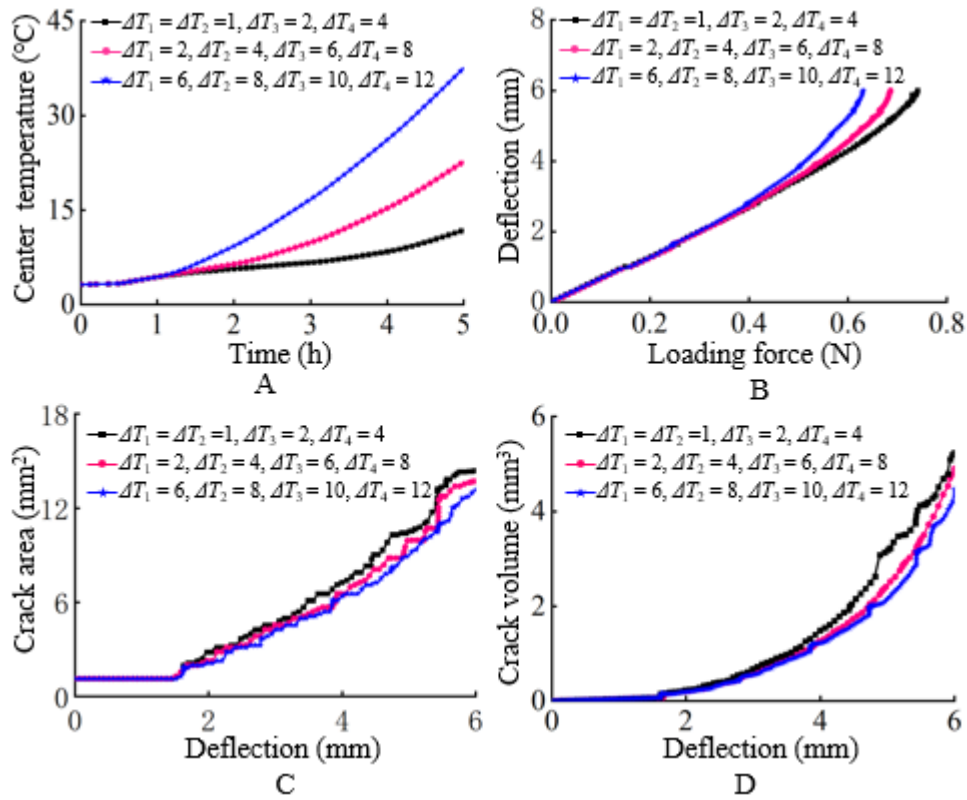 Center temperature (°C)
45
30
15
0
ΔT₁ = ΔT₂ =1, ΔT₃ = 2, ΔT₄ = 4
ΔT₁ = 2, ΔT₂ = 4, ΔT₃ = 6, ΔT₄ = 8
ΔT₁ = 6, ΔT₂ = 8, ΔT₃ = 10, ΔT₄ = 12
0 1 2 3 4 5
Time (h)
A
Deflection (mm)
8
6
4
2
0
ΔT₁ = ΔT₂ =1, ΔT₃ = 2, ΔT₄ = 4
ΔT₁ = 2, ΔT₂ = 4, ΔT₃ = 6, ΔT₄ = 8
ΔT₁ = 6, ΔT₂ = 8, ΔT₃ = 10, ΔT₄ = 12
0.0 0.2 0.4 0.6 0.8
Loading force (N)
B
Crack area (mm²)
18
12
6
0
ΔT₁ = ΔT₂ =1, ΔT₃ = 2, ΔT₄ = 4
ΔT₁ = 2, ΔT₂ = 4, ΔT₃ = 6, ΔT₄ = 8
ΔT₁ = 6, ΔT₂ = 8, ΔT₃ = 10, ΔT₄ = 12
0 2 4 6
Deflection (mm)
C
Crack volume (mm³)
6
4
2
0
ΔT₁ = ΔT₂ =1, ΔT₃ = 2, ΔT₄ = 4
ΔT₁ = 2, ΔT₂ = 4, ΔT₃ = 6, ΔT₄ = 8
ΔT₁ = 6, ΔT₂ = 8, ΔT₃ = 10, ΔT₄ = 12
0 2 4 6
Deflection (mm)
D